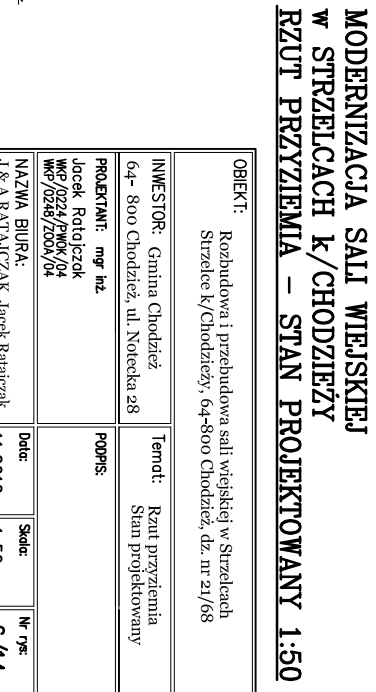 MODERNIZACJA SALI WIEJSKIEJ
w STRZELCACH k/CHODZIEŻY
RZUT PRZYZIEMIA – STAN PROJEKTOWANY 1:50
OBIEKT:
Rozbudowa i przebudowa sali wiejskiej w Strzelcach
Strzelce k/Chodzieży, 64-800 Chodzież, dz. nr 21/68
INWESTOR: Gmina Chodzież
64- 800 Chodzież, ul. Notecka 28
Temat: Rzut przyziemia
Stan projektowany
PROJEKTANT: mgr inż.
Jacek Ratajczak
WKP/0224/PWOK/04
WKP/0248/ZOOA/04
PODPIS:
NAZWA BIURA:
J & A RATAJCZAK Jacek Ratajczak
Data:
Skala:
Nr rys: